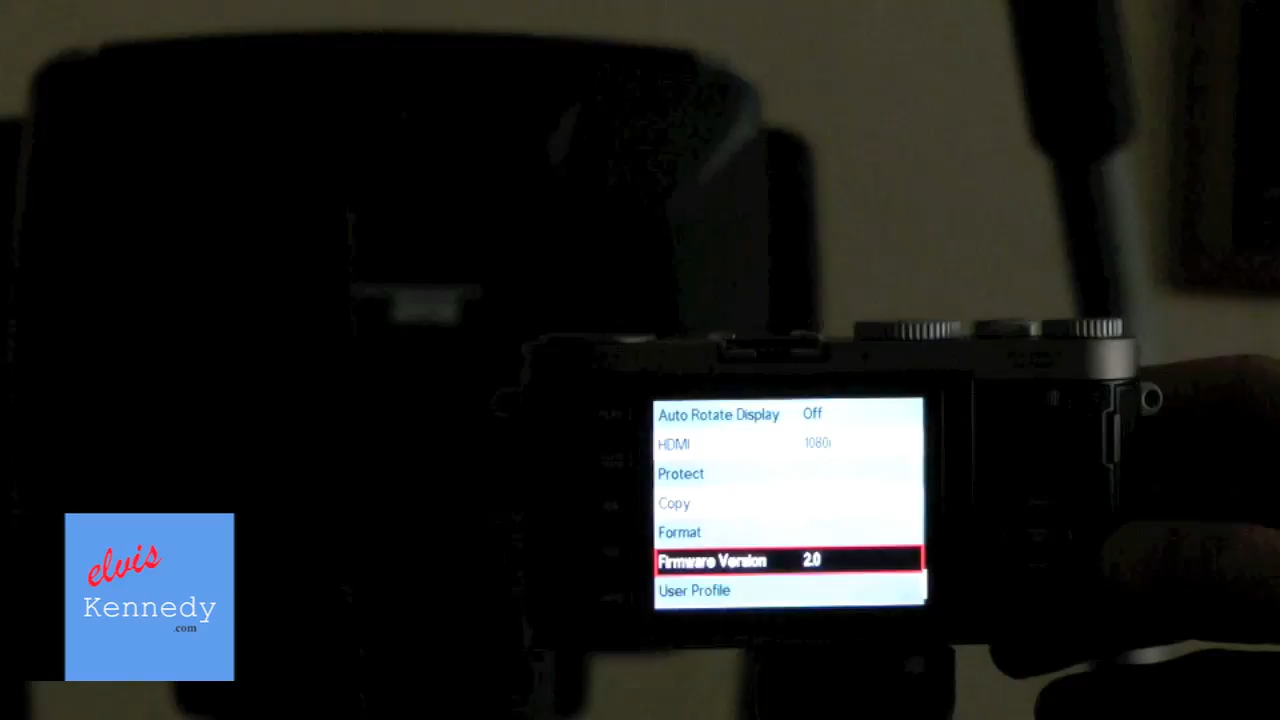 Auto Rotate Display Off
HDMI 1080i
Protect
Copy
Format
Firmware Version 2.0
User Profile
elvis
Kennedy
.com